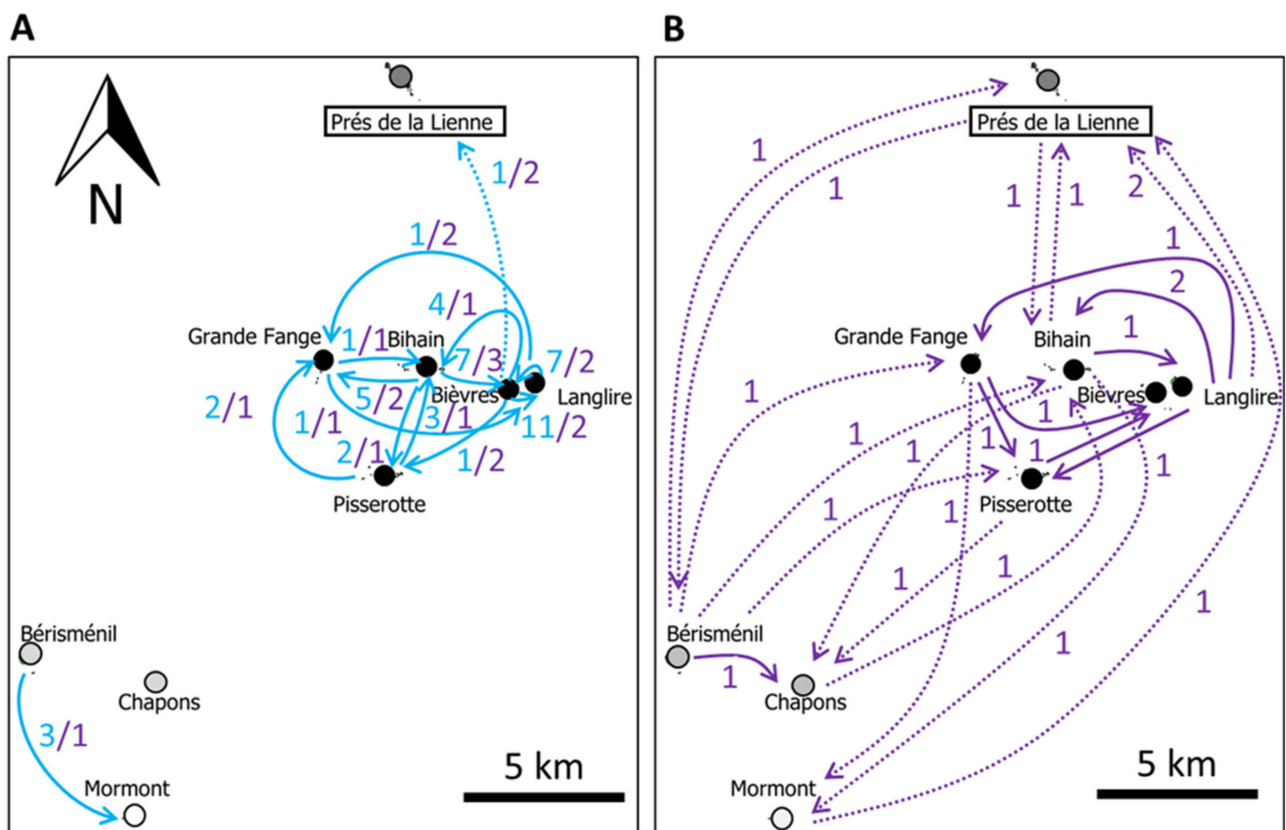 A
N
Prés de la Lienne
1/2
1/2
4/1
Grande Fange
1/1
Bihain
7/3
7/2
Bièvres
Langlire
5/2
3/1
2/1
1/1
11/2
2/1
1/2
Pisserotte
Bérisménil
Chapons
3/1
Mormont
5 km
B
Prés de la Lienne
1
1
1
1
2
1
2
Grande Fange
Bihain
1
Bièvres
Langlire
1
1
1
1
1
1
1
Pisserotte
1
1
1
1
1
Bérisménil
1
1
Chapons
Mormont
5 km